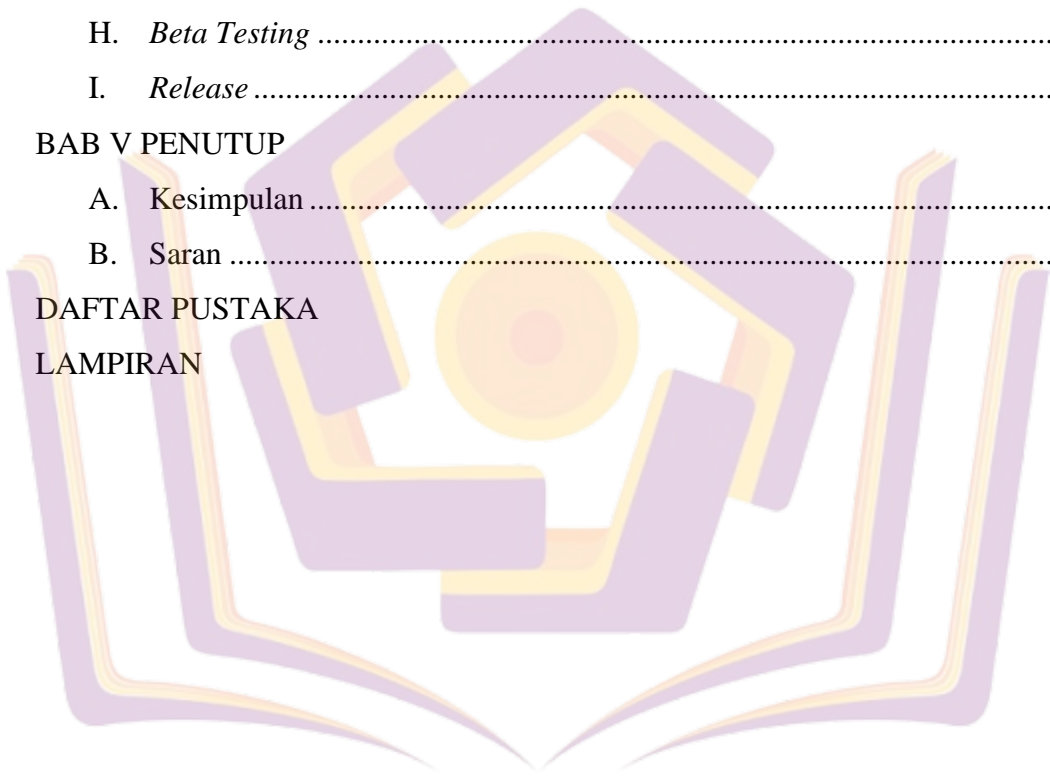 H. Beta Testing ....................................................................................................
I. Release ............................................................................................................
BAB V PENUTUP
A. Kesimpulan .....................................................................................................
B. Saran ...............................................................................................................
DAFTAR PUSTAKA
LAMPIRAN